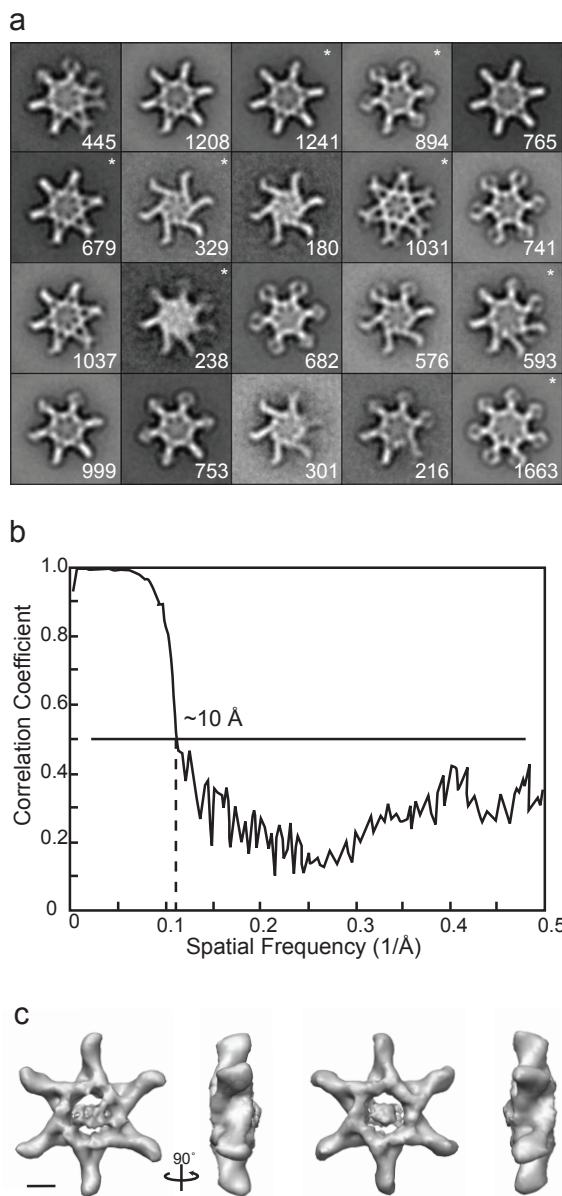 a
* *
445 1208 1241 894 765
* * *
679 329 180 1031 741
* *
1037 238 682 576 593
*
999 753 301 216 1663
b
1.0
0.8
0.6
0.4
0.2
0
Correlation Coefficient
~10 Å
0 0.1 0.2 0.3 0.4 0.5
Spatial Frequency (1/Å)
c
90°